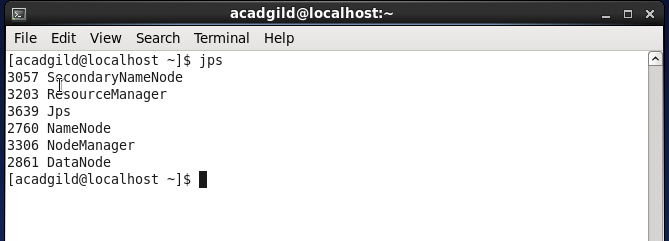 acadgild@localhost:~
File Edit View Search Terminal Help
[acadgild@localhost ~]$ jps
3057 SecondaryNameNode
3203 ResourceManager
3639 Jps
2760 NameNode
3306 NodeManager
2861 DataNode
[acadgild@localhost ~]$